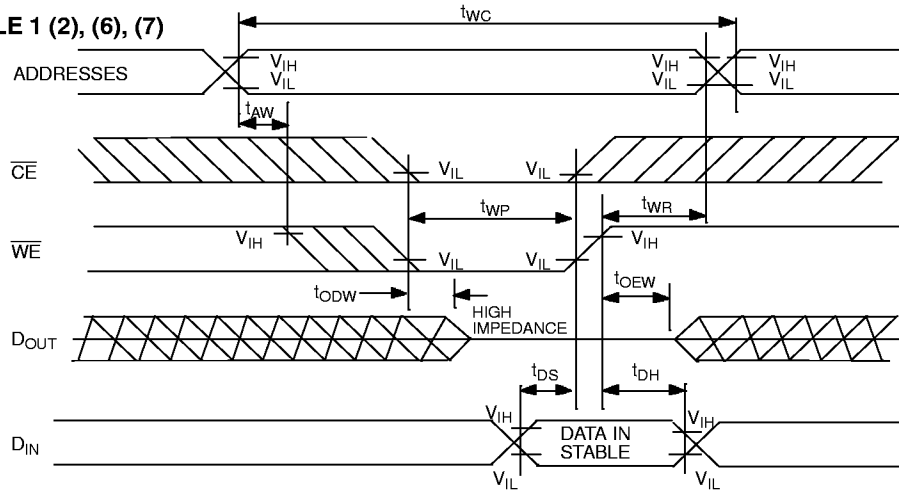 LE 1 (2), (6), (7)
tWC
ADDRESSES
VIH
VIL
VIH
VIL
VIH
VIL
tAW
CE
VIL
VIL
tWP
tWR
WE
VIH
VIL
VIL
VIH
tODW
tOEW
DOUT
HIGH
IMPEDANCE
tDS
tDH
DIN
VIH
VIL
DATA IN
STABLE
VIH
VIL